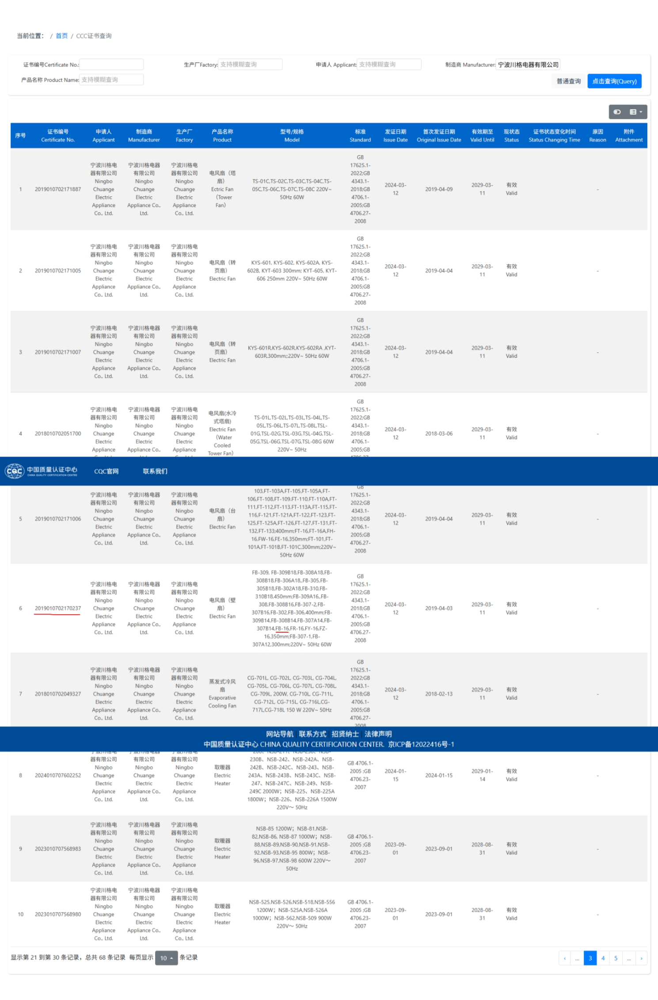 当前位置： / 首页 / CCC证书查询
证书编号Certificate No.:
生产厂Factory: 支持模糊查询
申请人 Applicant: 支持模糊查询
制造商 Manufacturer: 宁波川格电器有限公司
产品名称 Product Name: 支持模糊查询
普通查询 点击查询(Query)
序号 证书编号 Certificate No. 申请人 Applicant 制造商 Manufacturer 生产厂 Factory 产品名称 Product 型号/规格 Model 标准 Standard 发证日期 Issue Date 首次发证日期 Original Issue Date 有效期至 Valid Until 现状态 Status 证书状态变化时间 Status Changing Time 原因 Reason 附件 Attachment
1 2019010702171887
宁波川格电器有限公司 Ningbo Chuange Electric Appliance Co., Ltd.
宁波川格电器有限公司 Ningbo Chuange Electric Appliance Co., Ltd.
宁波川格电器有限公司 Ningbo Chuange Electric Appliance Co., Ltd.
电风扇（塔扇） Ectric Fan （Tower Fan）
TS-01C,TS-02C,TS-03C,TS-04C,TS-
05C,TS-06C,TS-07C,TS-08C 220V~
50Hz 60W
GB 17625.1-2022;GB 4343.1-2018;GB 4706.1-2005;GB 4706.27-2008
2024-03-12 2019-04-09 2029-03-11 有效 Valid -
2 2019010702171005
宁波川格电器有限公司 Ningbo Chuange Electric Appliance Co., Ltd.
宁波川格电器有限公司 Ningbo Chuange Electric Appliance Co., Ltd.
宁波川格电器有限公司 Ningbo Chuange Electric Appliance Co., Ltd.
电风扇（转页扇） Electric Fan
KYS-601, KYS-602, KYS-602A, KYS-
602B, KYT-603 300mm; KYT-605, KYT-
606 250mm 220V~ 50Hz 60W
GB 17625.1-2022;GB 4343.1-2018;GB 4706.1-2005;GB 4706.27-2008
2024-03-12 2019-04-04 2029-03-11 有效 Valid -
3 2019010702171007
宁波川格电器有限公司 Ningbo Chuange Electric Appliance Co., Ltd.
宁波川格电器有限公司 Ningbo Chuange Electric Appliance Co., Ltd.
宁波川格电器有限公司 Ningbo Chuange Electric Appliance Co., Ltd.
电风扇（转页扇） Electric Fan
KYS-601R,KYS-602R,KYS-602RA ,KYT-
603R,300mm;;220V~ 50Hz 60W
GB 17625.1-2022;GB 4343.1-2018;GB 4706.1-2005;GB 4706.27-2008
2024-03-12 2019-04-04 2029-03-11 有效 Valid -
4 2018010702051700
宁波川格电器有限公司 Ningbo Chuange Electric Appliance
宁波川格电器有限公司 Ningbo Chuange Electric Appliance Co.,
宁波川格电器有限公司 Ningbo Chuange Electric Appliance
电风扇(水冷式塔扇) Electric Fan （Water Cooled Tower Fan）
TS-01L,TS-02L,TS-03L,TS-04L,TS-
05L,TS-06L,TS-07L,TS-08L,TSL-
01G,TSL-02G,TSL-03G,TSL-04G,TSL-
05G,TSL-06G,TSL-07G,TSL-08G 60W
220V~ 50Hz
GB 17625.1-2022;GB 4343.1-2018;GB 4706.1-2005;GB
2024-03-12 2018-03-06 2029-03-11 有效 Valid -
CQC 中国质量认证中心 CHINA QUALITY CERTIFICATION CENTRE CQC官网 联系我们
5 2019010702171006
宁波川格电器有限公司 Ningbo Chuange Electric Appliance Co., Ltd.
宁波川格电器有限公司 Ningbo Chuange Electric Appliance Co., Ltd.
宁波川格电器有限公司 Ningbo Chuange Electric Appliance Co., Ltd.
电风扇（台扇） Electric Fan
103,FT-103A,FT-105,FT-105A,FT-
106,FT-108,FT-109,FT-110,FT-110A,FT-
111,FT-112,FT-113,FT-113A,FT-115,FT-
116,F-121,FT-121A,FT-122,FT-123,FT-
125,FT-125A,FT-126,FT-127,FT-131,FT-
132,FT-133;400mm;FT-16,FT-16A,FH-
16,FW-16,FE-16,350mm;FT-101,FT-
101A,FT-101B,FT-101C,300mm;220V~
50Hz 60W
GB 17625.1-2022;GB 4343.1-2018;GB 4706.1-2005;GB 4706.27-2008
2024-03-12 2019-04-04 2029-03-11 有效 Valid -
6 2019010702170237
宁波川格电器有限公司 Ningbo Chuange Electric Appliance Co., Ltd.
宁波川格电器有限公司 Ningbo Chuange Electric Appliance Co., Ltd.
宁波川格电器有限公司 Ningbo Chuange Electric Appliance Co., Ltd.
电风扇（壁扇） Electric Fan
FB-309, FB-309B18,FB-308A18,FB-
308B18,FB-306A18,,FB-305,FB-
305B18,FB-302A18,FB-310,FB-
310B18,450mm;FB-309A16,,FB-
308,FB-308B16,FB-307-2,FB-
307B16,FB-302,FB-306,400mm;FB-
309B14,FB-308B14,FB-307A14,FB-
307B14,FB-16,FR-16,FY-16,FZ-
16,350mm;FB-307-1,FB-
307A12,300mm;220V~ 50Hz 60W
GB 17625.1-2022;GB 4343.1-2018;GB 4706.1-2005;GB 4706.27-2008
2024-03-12 2019-04-03 2029-03-11 有效 Valid -
7 2018010702049327
宁波川格电器有限公司 Ningbo Chuange Electric Appliance Co., Ltd.
宁波川格电器有限公司 Ningbo Chuange Electric Appliance Co., Ltd.
宁波川格电器有限公司 Ningbo Chuange Electric Appliance Co., Ltd.
蒸发式冷风扇 Evaporative Cooling Fan
CG-701L, CG-702L, CG-703L, CG-704L,
CG-705L, CG-706L, CG-707L, CG-708L,
CG-709L, 200W, CG-710L, CG-711L,
CG-712L, CG-715L, CG-716L,CG-
717L,CG-718L 150 W 220V~ 50Hz
GB 17625.1-2022;GB 4343.1-2018;GB 4706.1-2005;GB 4706.27-2008
2024-03-12 2018-02-13 2029-03-11 有效 Valid -
网站导航 | 联系方式 | 招贤纳士 | 法律声明
中国质量认证中心 CHINA QUALITY CERTIFICATION CENTER. 京ICP备12022416号-1
8 2024010707602252
器有限公司 Ningbo Chuange Electric Appliance Co., Ltd.
有限公司 Ningbo Chuange Electric Appliance Co., Ltd.
器有限公司 Ningbo Chuange Electric Appliance Co., Ltd.
取暖器 Electric Heater
230B、NSB-242、NSB-242A、NSB-
242B、NSB-242C、NSB-243、NSB-
243A、NSB-243B、NSB-243C、NSB-
247、NSB-247C、NSB-249、NSB-
249C 2000W；NSB-225、NSB-225A
1800W；NSB-226、NSB-226A 1500W
220V～ 50Hz
GB 4706.1-2005 ;GB 4706.23-2007
2024-01-15 2024-01-15 2029-01-14 有效 Valid -
9 2023010707568983
宁波川格电器有限公司 Ningbo Chuange Electric Appliance Co., Ltd.
宁波川格电器有限公司 Ningbo Chuange Electric Appliance Co., Ltd.
宁波川格电器有限公司 Ningbo Chuange Electric Appliance Co., Ltd.
取暖器 Electric Heater
NSB-85 1200W；NSB-81,NSB-
82,NSB-86, NSB-87 1000W；NSB-
88,NSB-89,NSB-90,NSB-91,NSB-
92,NSB-93,NSB-95 800W；NSB-
96,NSB-97,NSB-98 600W 220V～
50Hz
GB 4706.1-2005 ;GB 4706.23-2007
2023-09-01 2023-09-01 2028-08-31 有效 Valid -
10 2023010707568980
宁波川格电器有限公司 Ningbo Chuange Electric Appliance Co., Ltd.
宁波川格电器有限公司 Ningbo Chuange Electric Appliance Co., Ltd.
宁波川格电器有限公司 Ningbo Chuange Electric Appliance Co., Ltd.
取暖器 Electric Heater
NSB-525,NSB-526,NSB-518,NSB-556
1200W；NSB-525A,NSB-526A
1000W；NSB-562,NSB-509 900W
220V～ 50Hz
GB 4706.1-2005 ;GB 4706.23-2007
2023-09-01 2023-09-01 2028-08-31 有效 Valid -
显示第 21 到第 30 条记录，总共 68 条记录 每页显示 10 条记录
‹ ... 3 4 5 ... ›